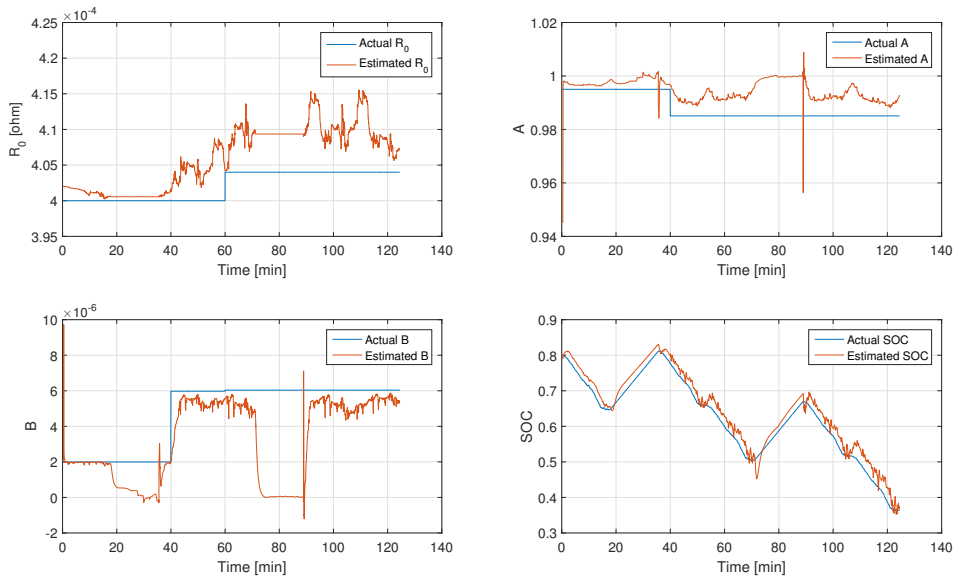 ×10⁻⁴
4.25
4.2
4.15
4.1
4.05
4
3.95
R₀ [ohm]
Actual R₀
Estimated R₀
0 20 40 60 80 100 120 140
Time [min]
1.02
1
0.98
0.96
0.94
A
Actual A
Estimated A
0 20 40 60 80 100 120 140
Time [min]
×10⁻⁶
10
8
6
4
2
0
-2
B
Actual B
Estimated B
0 20 40 60 80 100 120 140
Time [min]
0.9
0.8
0.7
0.6
0.5
0.4
0.3
SOC
Actual SOC
Estimated SOC
0 20 40 60 80 100 120 140
Time [min]